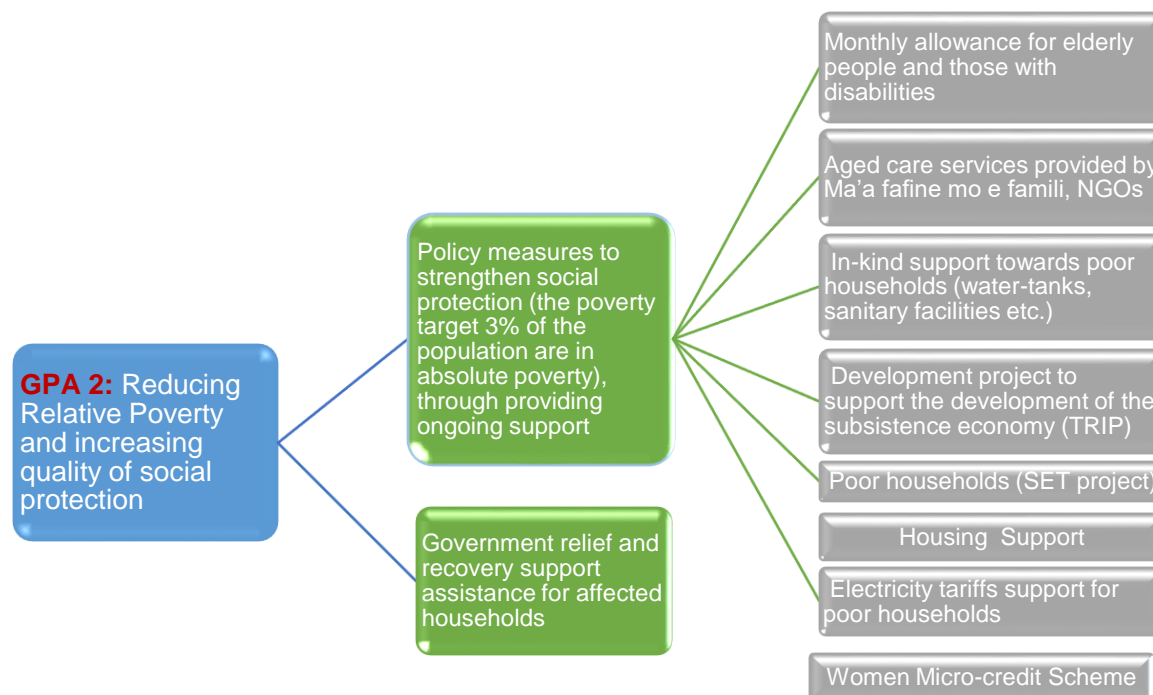 GPA 2: Reducing
Relative Poverty
and increasing
quality of social
protection
Policy measures to
strengthen social
protection (the poverty
target 3% of the
population are in
absolute poverty),
through providing
ongoing support
Government relief and
recovery support
assistance for affected
households
Monthly allowance for elderly
people and those with
disabilities
Aged care services provided by
Ma'a fafine mo e famili, NGOs
In-kind support towards poor
households (water-tanks,
sanitary facilities etc.)
Development project to
support the development of the
subsistence economy (TRIP)
Poor households (SET project)
Housing Support
Electricity tariffs support for
poor households
Women Micro-credit Scheme